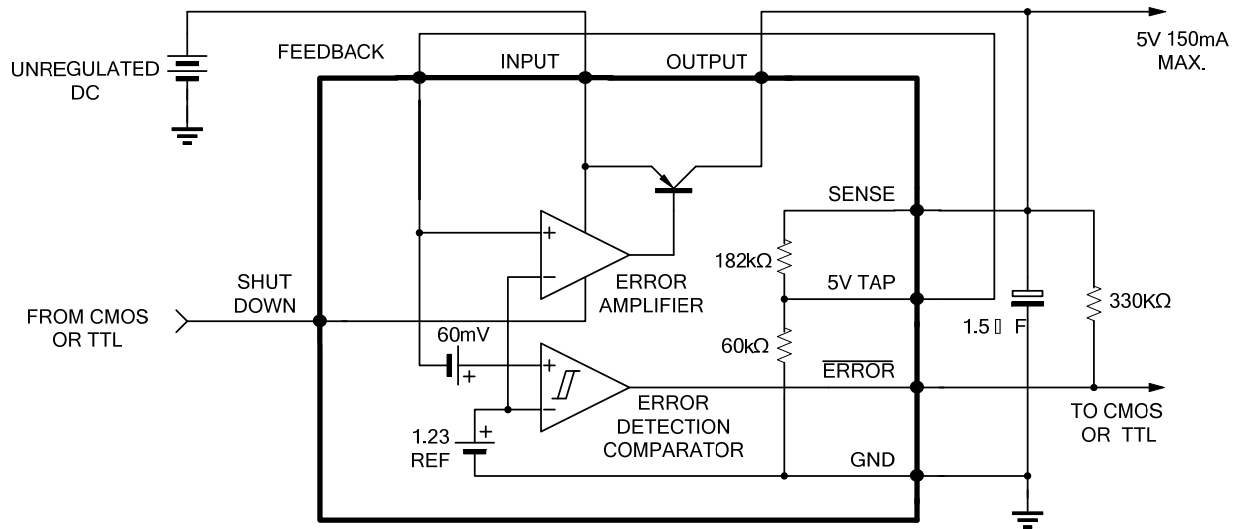 5V 150mA
MAX.
FEEDBACK
INPUT
OUTPUT
UNREGULATED
DC
SENSE
+
182kΩ
−
SHUT
DOWN
ERROR
AMPLIFIER
5V TAP
330KΩ
FROM CMOS
OR TTL
1.5▯ F
60mV
60kΩ
+
+
ERROR
−
ERROR
DETECTION
COMPARATOR
TO CMOS
OR TTL
1.23
REF
+
GND